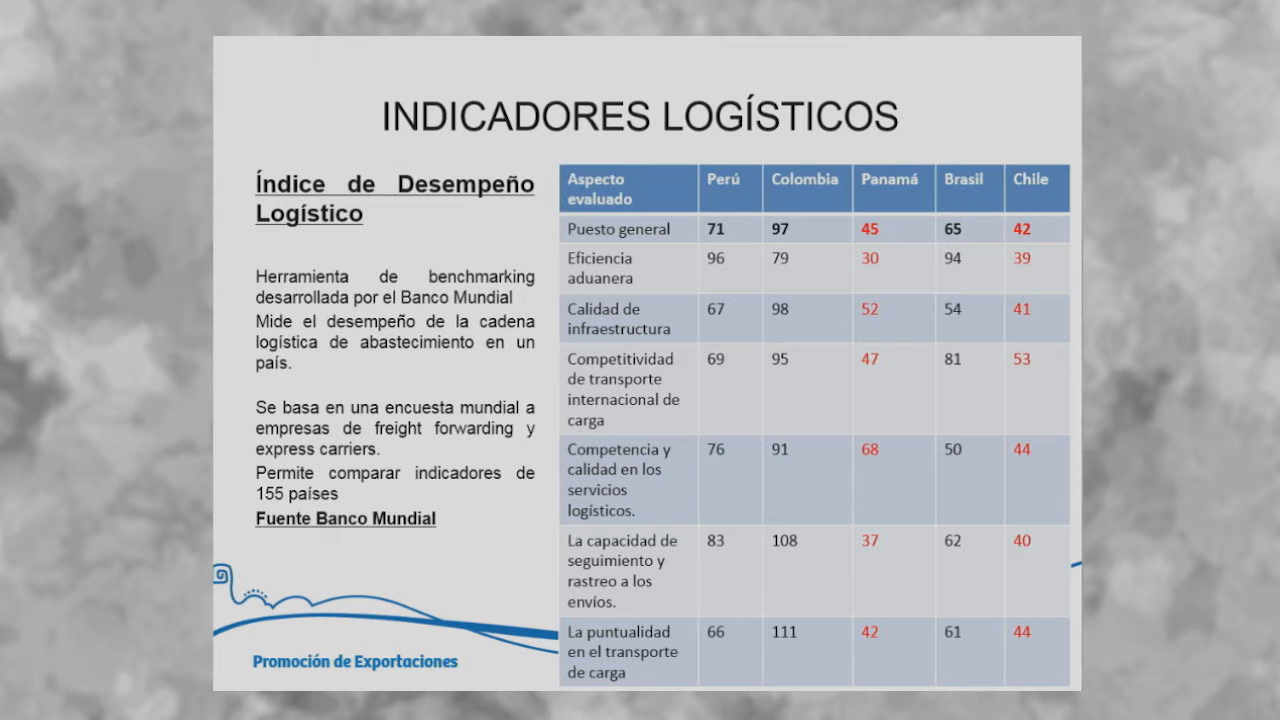 INDICADORES LOGÍSTICOS
Índice de Desempeño
Logístico
Herramienta de benchmarking
desarrollada por el Banco Mundial
Mide el desempeño de la cadena
logística de abastecimiento en un
país.
Se basa en una encuesta mundial a
empresas de freight forwarding y
express carriers.
Permite comparar indicadores de
155 países
Fuente Banco Mundial
Promoción de Exportaciones
Aspecto evaluado Perú Colombia Panamá Brasil Chile
Puesto general 71 97 45 65 42
Eficiencia aduanera 96 79 30 94 39
Calidad de infraestructura 67 98 52 54 41
Competitividad de transporte internacional de carga 69 95 47 81 53
Competencia y calidad en los servicios logísticos. 76 91 68 50 44
La capacidad de seguimiento y rastreo a los envíos. 83 108 37 62 40
La puntualidad en el transporte de carga 66 111 42 61 44